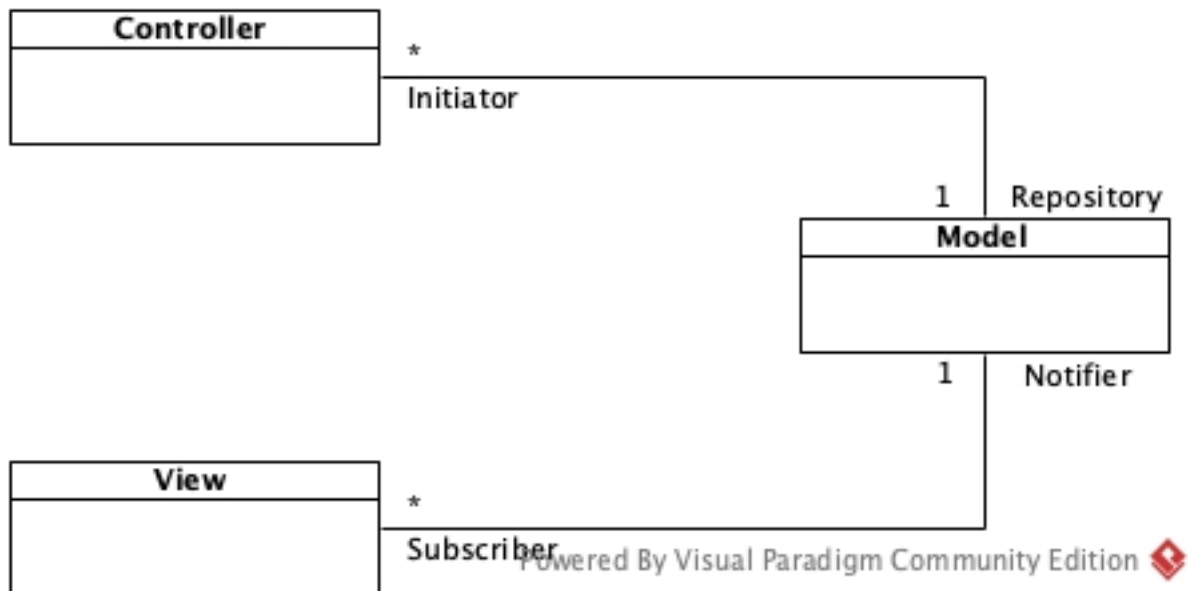 Controller
*
Initiator
1 Repository
Model
1 Notifier
View
*
Subscriber
Powered By Visual Paradigm Community Edition